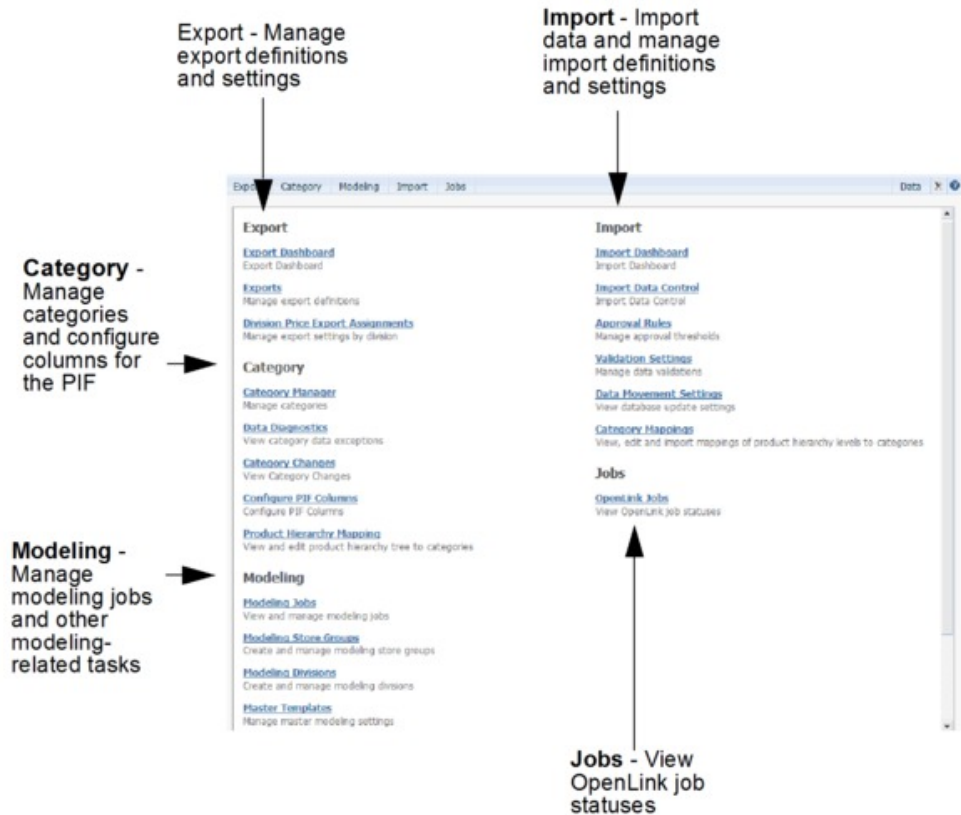 Export - Manage
export definitions
and settings
Import - Import
data and manage
import definitions
and settings
Category -
Manage
categories
and configure
columns for
the PIF
Modeling -
Manage
modeling jobs
and other
modeling-
related tasks
Export Category Modeling Import Jobs Data
Export
Export Dashboard
Export Dashboard
Exports
Manage export definitions
Division Price Export Assignments
Manage export settings by division
Category
Category Manager
Manage categories
Data Diagnostics
View category data exceptions
Category Changes
View Category Changes
Configure PIF Columns
Configure PIF Columns
Product Hierarchy Mapping
View and edit product hierarchy tree to categories
Modeling
Modeling Jobs
View and manage modeling jobs
Modeling Store Groups
Create and manage modeling store groups
Modeling Divisions
Create and manage modeling divisions
Master Templates
Manage master modeling settings
Import
Import Dashboard
Import Dashboard
Import Data Control
Import Data Control
Approval Rules
Manage approval thresholds
Validation Settings
Manage data validations
Data Movement Settings
View database update settings
Category Mappings
View, edit and import mappings of product hierarchy levels to categories
Jobs
OpenLink Jobs
View OpenLink job statuses
Jobs - View
OpenLink job
statuses